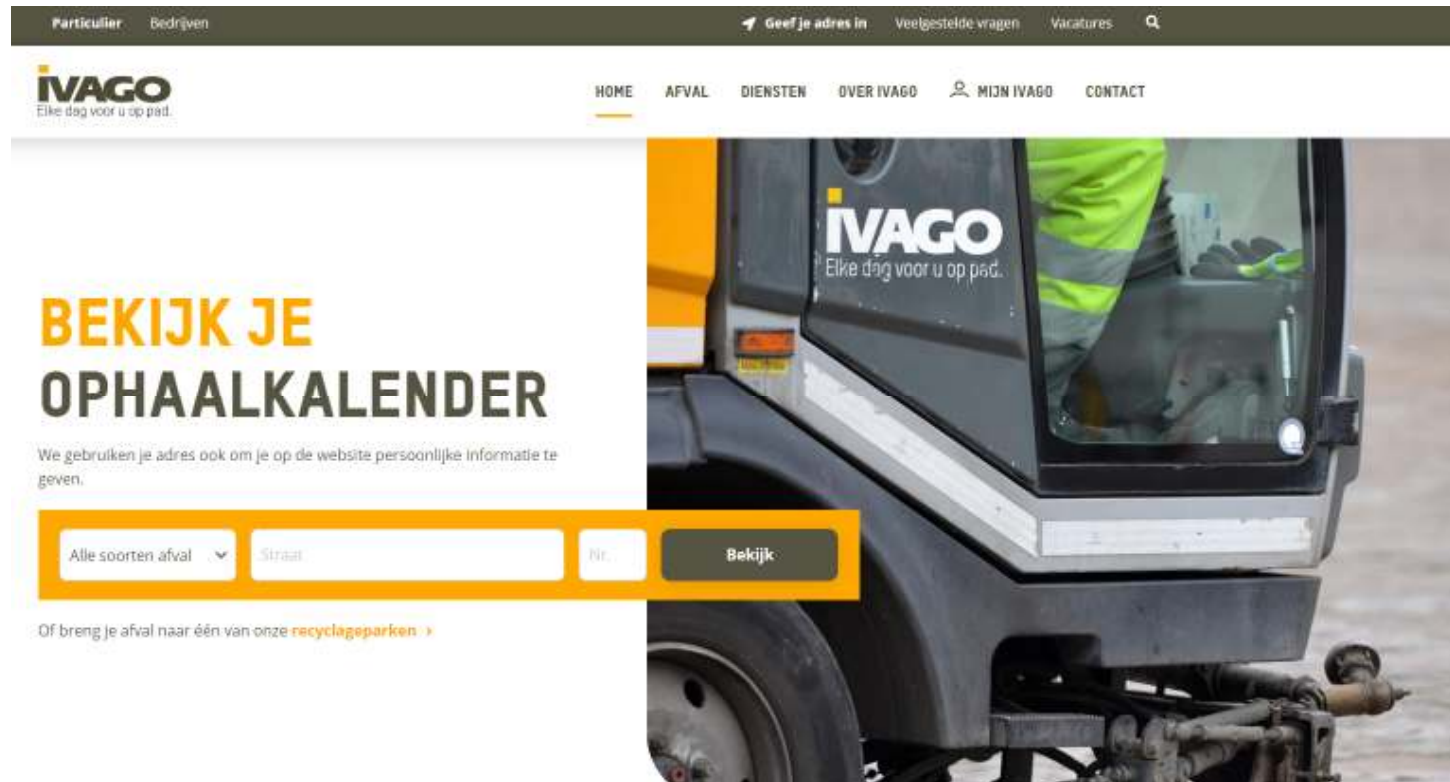 Particulier Bedrijven Geef je adres in Veelgestelde vragen Vacatures
IVAGO
Elke dag voor u op pad.
HOME AFVAL DIENSTEN OVER IVAGO MIJN IVAGO CONTACT
IVAGO
Elke dag voor u op pad.
BEKIJK JE
OPHAALKALENDER
We gebruiken je adres ook om je op de website persoonlijke informatie te
geven.
Alle soorten afval Straat Nr. Bekijk
Of breng je afval naar één van onze recyclageparken ›